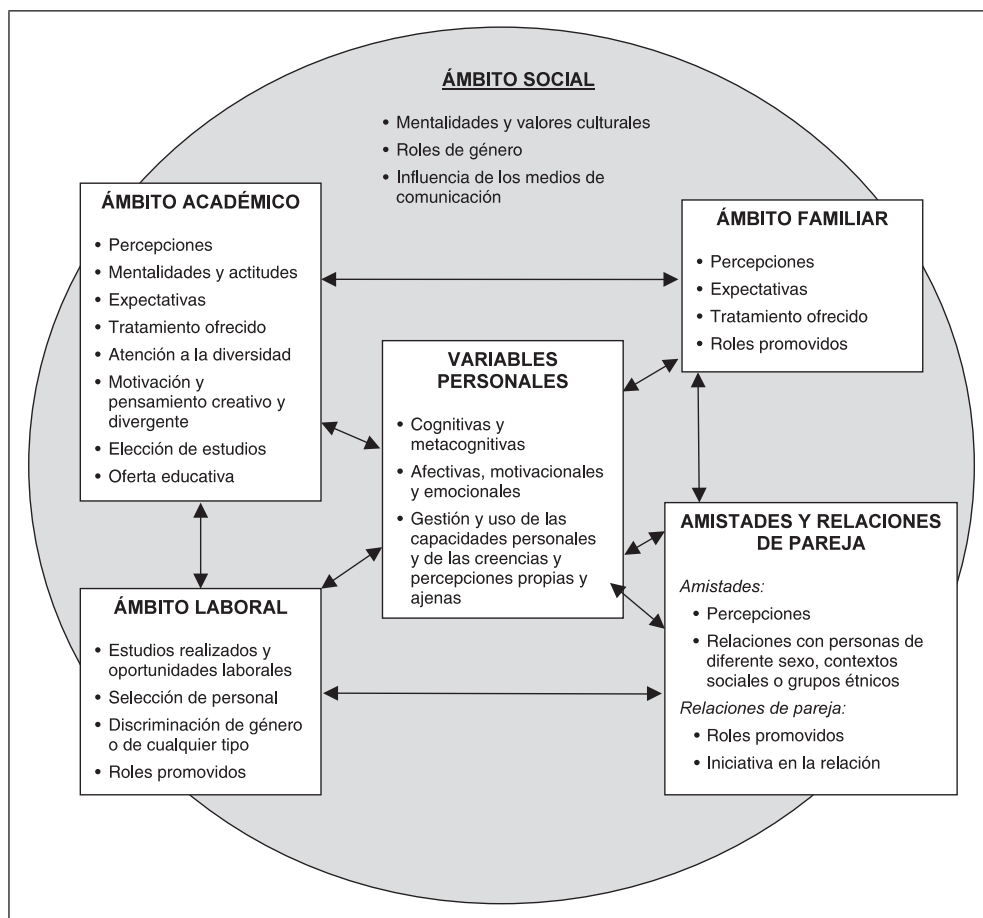 ÁMBITO SOCIAL
• Mentalidades y valores culturales
• Roles de género
• Influencia de los medios de
comunicación
ÁMBITO ACADÉMICO
• Percepciones
• Mentalidades y actitudes
• Expectativas
• Tratamiento ofrecido
• Atención a la diversidad
• Motivación y
pensamiento creativo y
divergente
• Elección de estudios
• Oferta educativa
ÁMBITO FAMILIAR
• Percepciones
• Expectativas
• Tratamiento ofrecido
• Roles promovidos
VARIABLES
PERSONALES
• Cognitivas y
metacognitivas
• Afectivas, motivacionales
y emocionales
• Gestión y uso de las
capacidades personales
y de las creencias y
percepciones propias y
ajenas
ÁMBITO LABORAL
• Estudios realizados y
oportunidades laborales
• Selección de personal
• Discriminación de género
o de cualquier tipo
• Roles promovidos
AMISTADES Y RELACIONES
DE PAREJA
Amistades:
• Percepciones
• Relaciones con personas de
diferente sexo, contextos
sociales o grupos étnicos
Relaciones de pareja:
• Roles promovidos
• Iniciativa en la relación